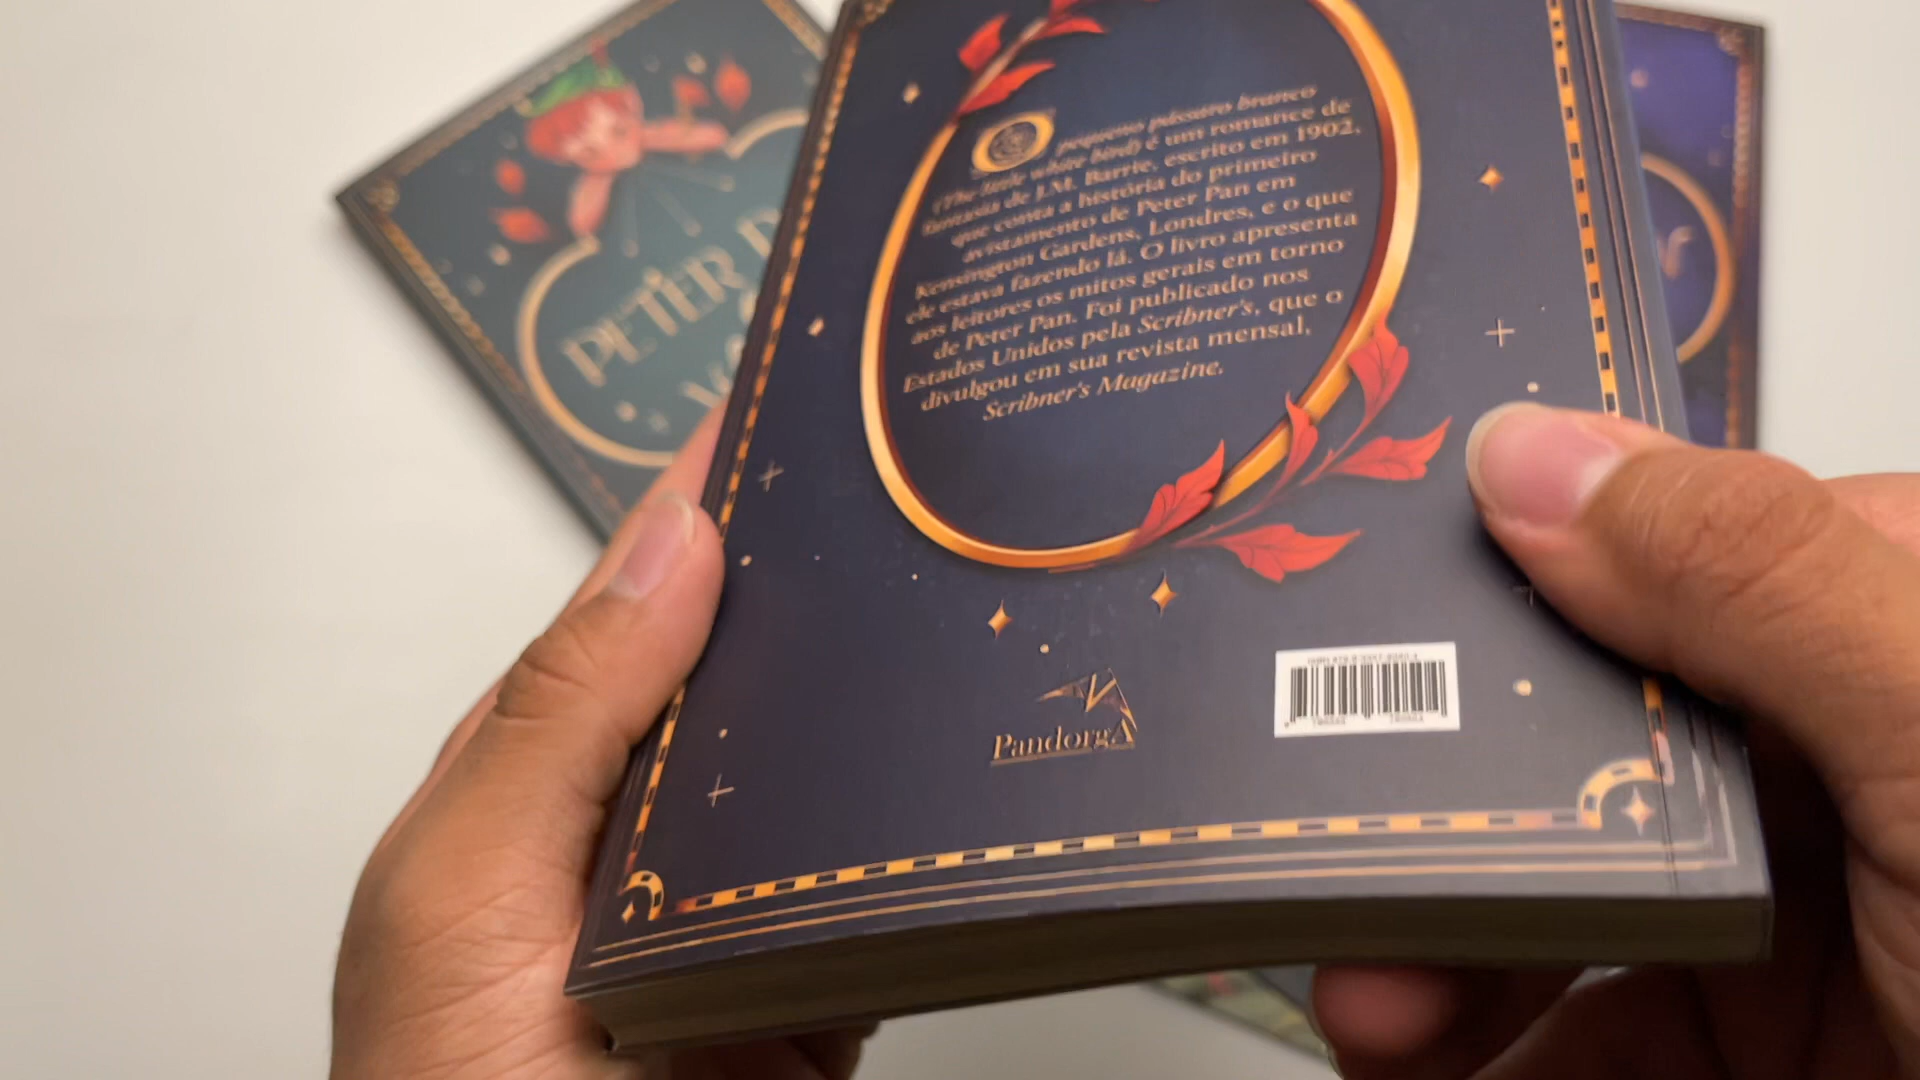 O pequeno pássaro branco
(The little white bird) é um romance de
fantasia de J.M. Barrie, escrito em 1902,
que conta a história do primeiro
avistamento de Peter Pan em
Kensington Gardens, Londres, e o que
ele estava fazendo lá. O livro apresenta
aos leitores os mitos gerais em torno
de Peter Pan. Foi publicado nos
Estados Unidos pela Scribner's, que o
divulgou em sua revista mensal,
Scribner's Magazine.
PandorgA
PETER